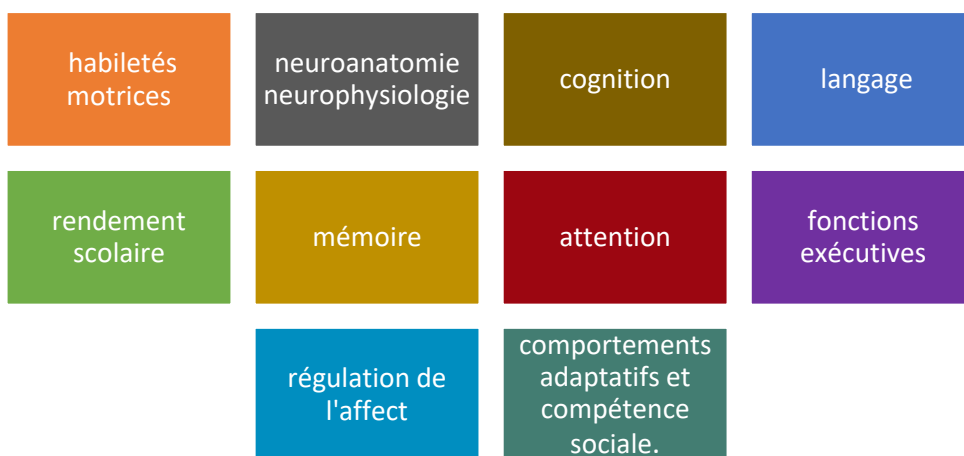 habiletés
motrices
neuroanatomie
neurophysiologie
cognition
langage
rendement
scolaire
mémoire
attention
fonctions
exécutives
régulation de
l'affect
comportements
adaptatifs et
compétence
sociale.